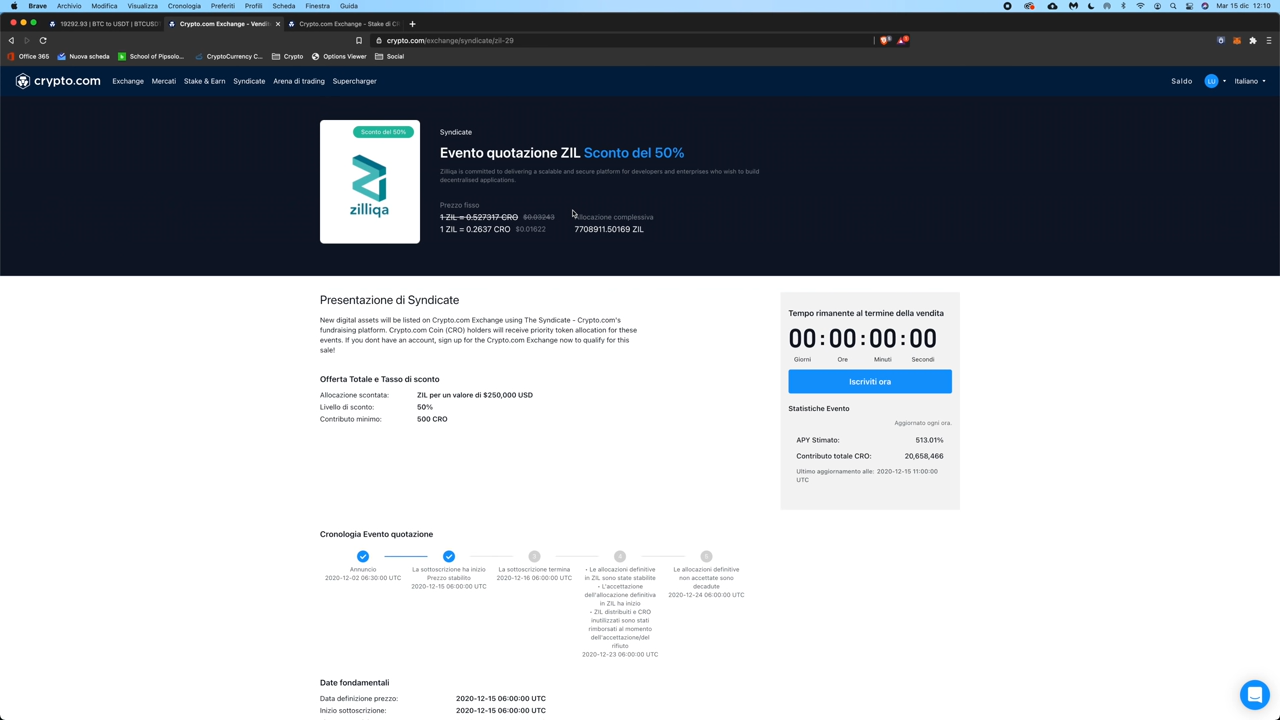 Brave Archivio Modifica Visualizza Cronologia Preferiti Profili Scheda Finestra Guida Mar 15 dic 12:10
19292.93 | BTC to USDT | BTCUSDT Crypto.com Exchange - Vendit Crypto.com Exchange - Stake di C
crypto.com/exchange/syndicate/zil-29
Office 365 Nuova scheda School of Pipsolo... CryptoCurrency C... Crypto Options Viewer Social
crypto.com Exchange Mercati Stake & Earn Syndicate Arena di trading Supercharger Saldo LU Italiano
Sconto del 50%
zilliqa
Syndicate
Evento quotazione ZIL Sconto del 50%
Zilliqa is committed to delivering a scalable and secure platform for developers and enterprises who wish to build
decentralised applications.
Prezzo fisso
1 ZIL = 0.527317 CRO $0.03243 Allocazione complessiva
1 ZIL = 0.2637 CRO $0.01622 7708911.50169 ZIL
Presentazione di Syndicate
New digital assets will be listed on Crypto.com Exchange using The Syndicate - Crypto.com's
fundraising platform. Crypto.com Coin (CRO) holders will receive priority token allocation for these
events. If you dont have an account, sign up for the Crypto.com Exchange now to qualify for this
sale!
Offerta Totale e Tasso di sconto
Allocazione scontata: ZIL per un valore di $250,000 USD
Livello di sconto: 50%
Contributo minimo: 500 CRO
Tempo rimanente al termine della vendita
00 : 00 : 00 : 00
Giorni Ore Minuti Secondi
Iscriviti ora
Statistiche Evento
Aggiornato ogni ora.
APY Stimato: 513.01%
Contributo totale CRO: 20,658,466
Ultimo aggiornamento alle: 2020-12-15 11:00:00
UTC
Cronologia Evento quotazione
Annuncio
2020-12-02 06:30:00 UTC
La sottoscrizione ha inizio
Prezzo stabilito
2020-12-15 06:00:00 UTC
3
La sottoscrizione termina
2020-12-16 06:00:00 UTC
4
- Le allocazioni definitive
in ZIL sono state stabilite
- L'accettazione
dell'allocazione definitiva
in ZIL ha inizio
- ZIL distribuiti e CRO
inutilizzati sono stati
rimborsati al momento
dell'accettazione/del
rifiuto
2020-12-23 06:00:00 UTC
5
Le allocazioni definitive
non accettate sono
decadute
2020-12-24 06:00:00 UTC
Date fondamentali
Data definizione prezzo: 2020-12-15 06:00:00 UTC
Inizio sottoscrizione: 2020-12-15 06:00:00 UTC